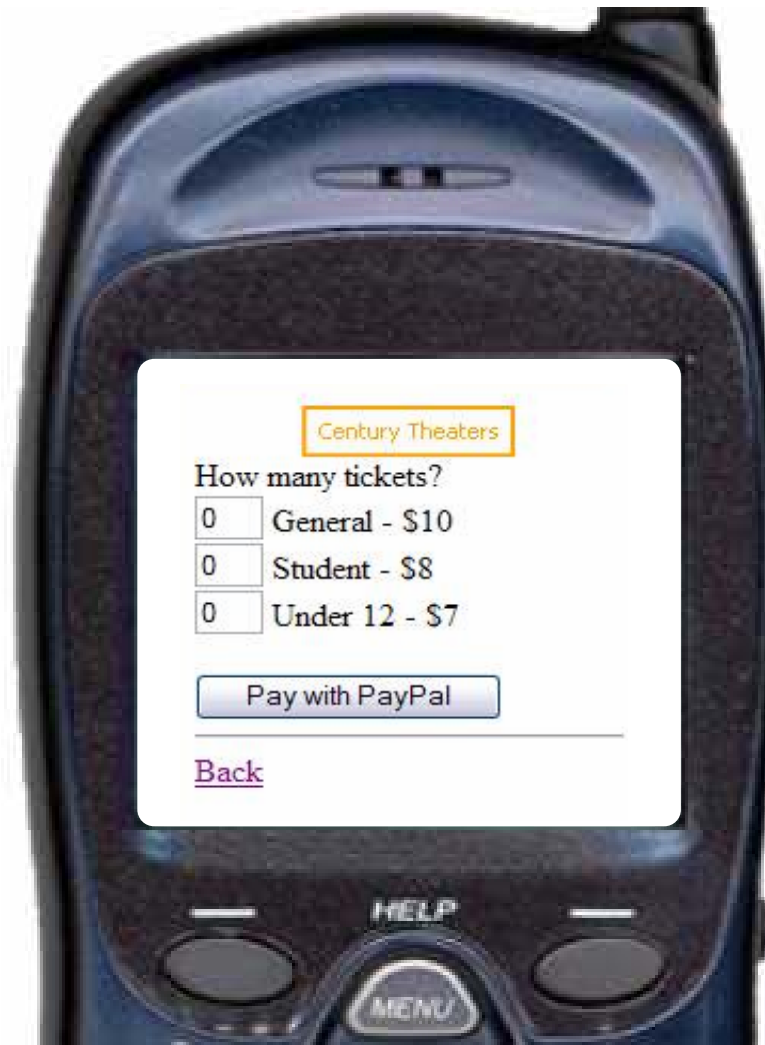 Century Theaters
How many tickets?
0 General - $10
0 Student - $8
0 Under 12 - $7
Pay with PayPal
Back
HELP
MENU